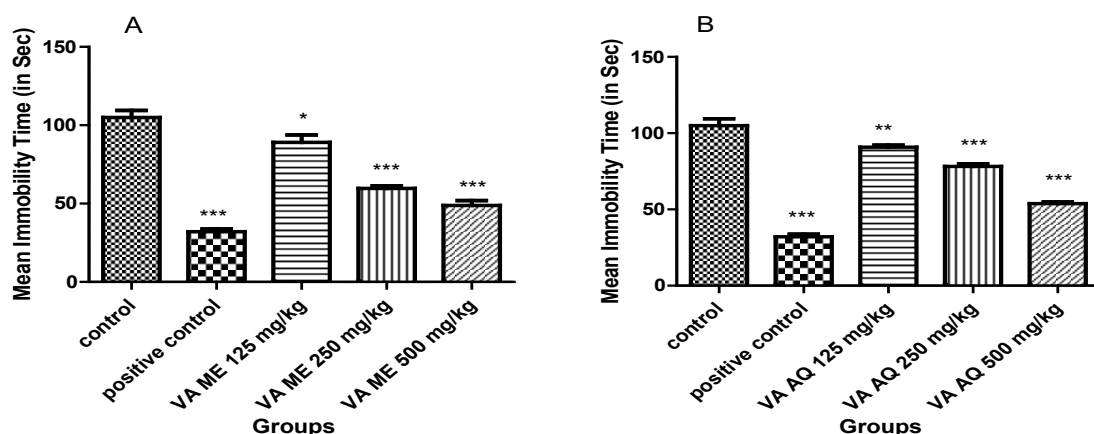 A
Mean Immobility Time (in Sec)
150
100
50
0
***
*
***
***
control
positive control
VA ME 125 mg/kg
VA ME 250 mg/kg
VA ME 500 mg/kg
Groups
B
Mean Immobility Time (in Sec)
150
100
50
0
***
**
***
***
control
positive control
VA AQ 125 mg/kg
VA AQ 250 mg/kg
VA AQ 500 mg/kg
Groups